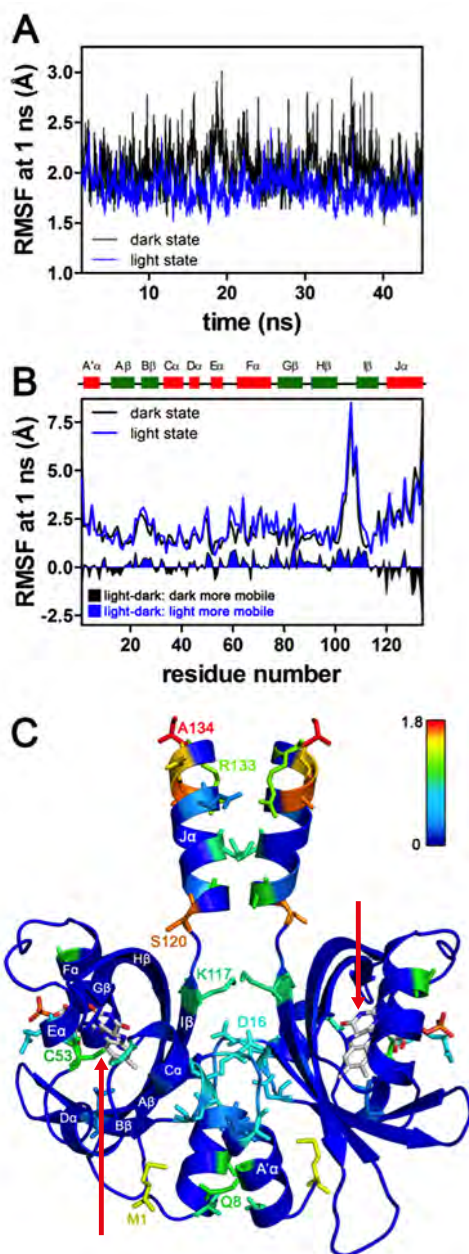 A
RMSF at 1 ns (Å)
3.0
2.5
2.0
1.5
1.0
dark state
light state
10 20 30 40
time (ns)
A'α Aβ Bβ Cα Dα Eα Fα Gβ Hβ Iβ Jα
B
RMSF at 1 ns (Å)
7.5
5.0
2.5
0.0
-2.5
dark state
light state
light-dark: dark more mobile
light-dark: light more mobile
20 40 60 80 100 120
residue number
C
A134
1.8
R133
0
Jα
S120
Hβ
Fα
Gβ
K117
Eα
Iβ
D16
C53
Cα
Aβ
Dα
Bβ
A'α
M1
Q8